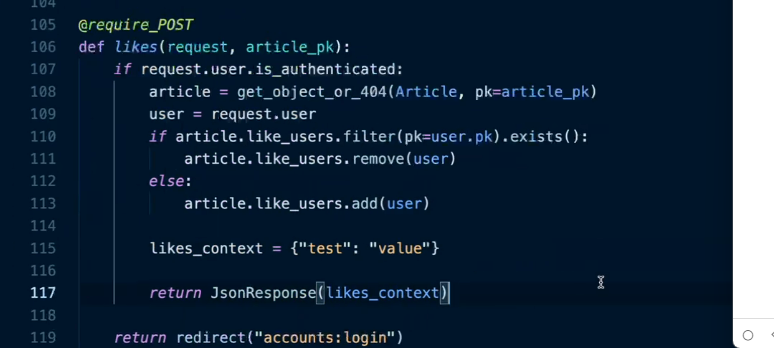 104
105 @require_POST
106 def likes(request, article_pk):
107     if request.user.is_authenticated:
108         article = get_object_or_404(Article, pk=article_pk)
109         user = request.user
110         if article.like_users.filter(pk=user.pk).exists():
111             article.like_users.remove(user)
112         else:
113             article.like_users.add(user)
114
115         likes_context = {"test": "value"}
116
117         return JsonResponse(likes_context)
118
119     return redirect("accounts:login")